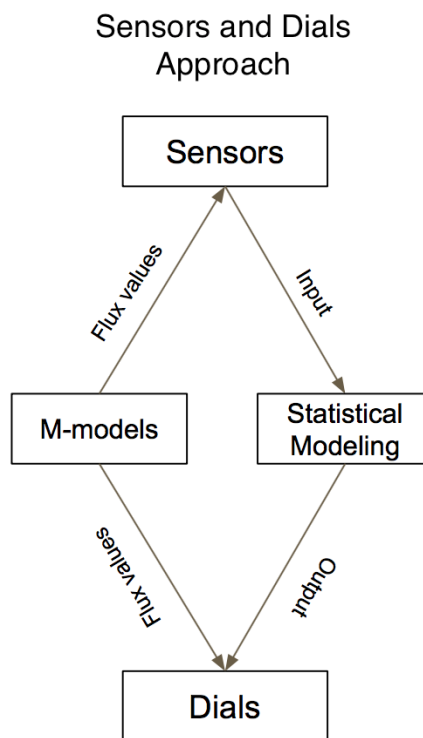 Sensors and Dials
Approach
Sensors
Flux values
Input
M-models
Statistical
Modeling
Flux values
Output
Dials